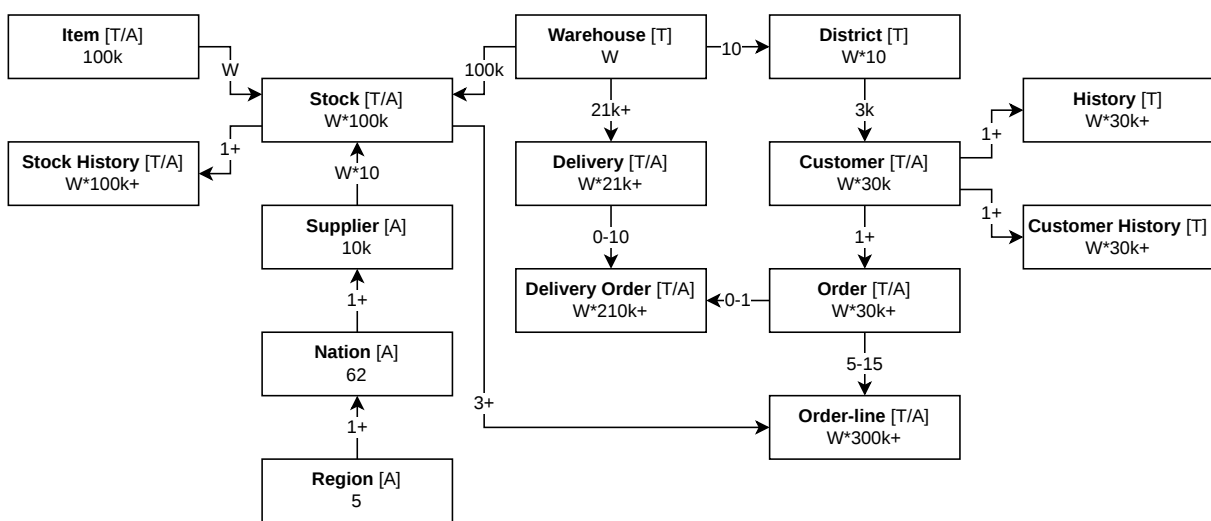 Item [T/A]
100k
Warehouse [T]
W
District [T]
W*10
10
W
100k
Stock [T/A]
W*100k
21k+
3k
History [T]
W*30k+
1+
1+
Stock History [T/A]
W*100k+
W*10
Delivery [T/A]
W*21k+
Customer [T/A]
W*30k
1+
Supplier [A]
10k
0-10
1+
Customer History [T]
W*30k+
1+
Delivery Order [T/A]
W*210k+
0-1
Order [T/A]
W*30k+
Nation [A]
62
5-15
3+
1+
Order-line [T/A]
W*300k+
Region [A]
5